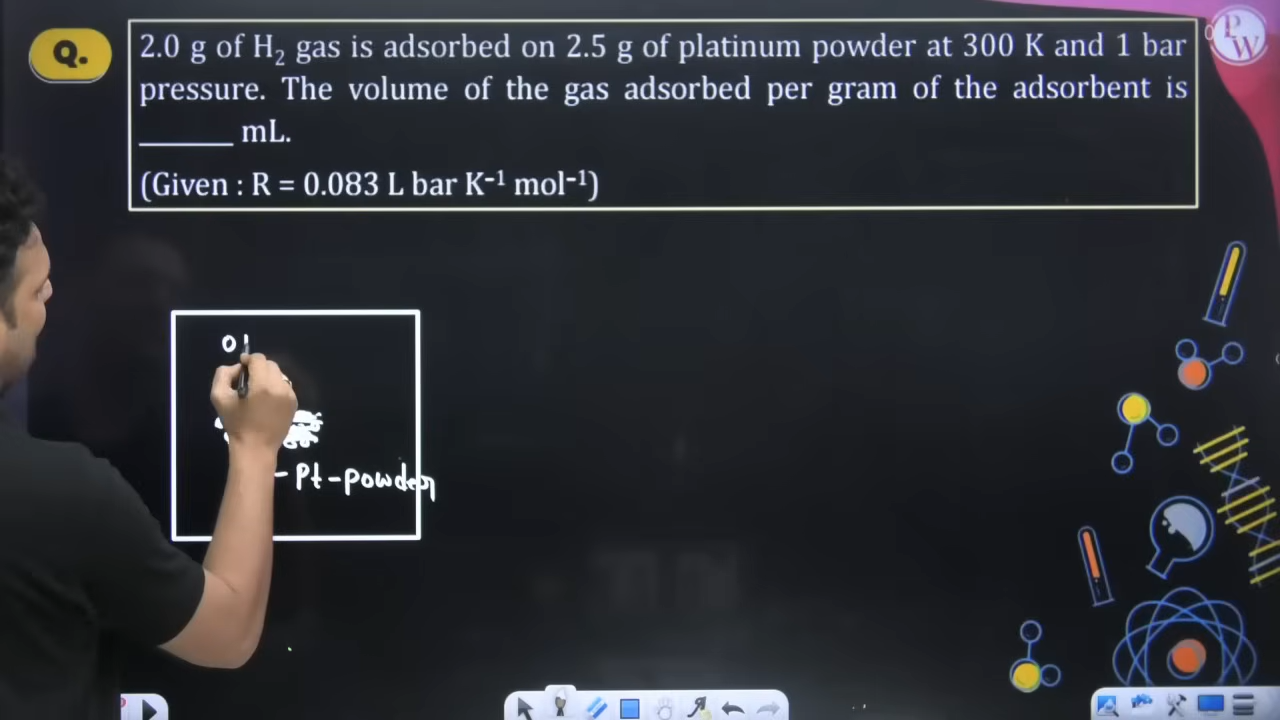 Q.
2.0 g of H₂ gas is adsorbed on 2.5 g of platinum powder at 300 K and 1 bar
pressure. The volume of the gas adsorbed per gram of the adsorbent is
______ mL.
(Given : R = 0.083 L bar K⁻¹ mol⁻¹)
PW
- Pt - powder